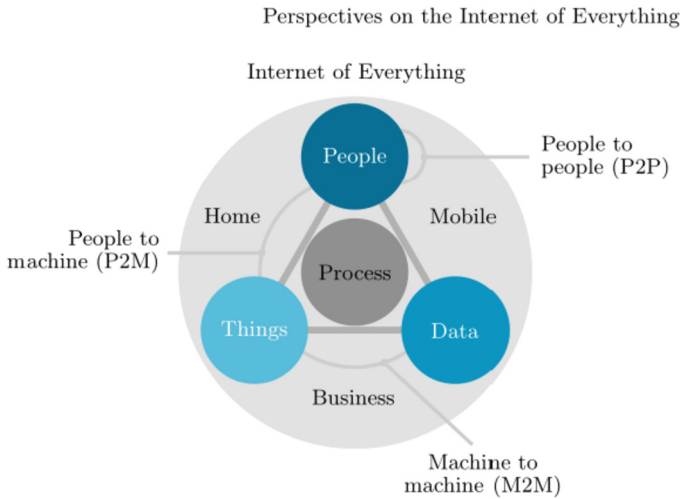 Perspectives on the Internet of Everything
Internet of Everything
People
People to
people (P2P)
Home
Mobile
People to
machine (P2M)
Process
Things
Data
Business
Machine to
machine (M2M)